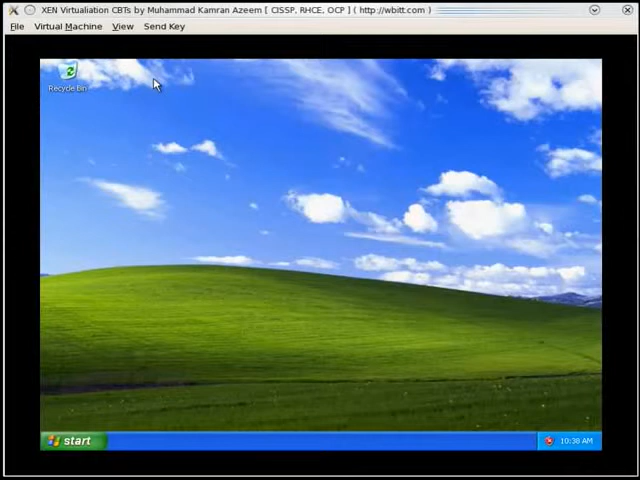 XEN Virtualiation CBTs by Muhammad Kamran Azeem [ CISSP, RHCE, OCP ] ( http://wbitt.com )
File Virtual Machine View Send Key
Recycle Bin
start 10:38 AM